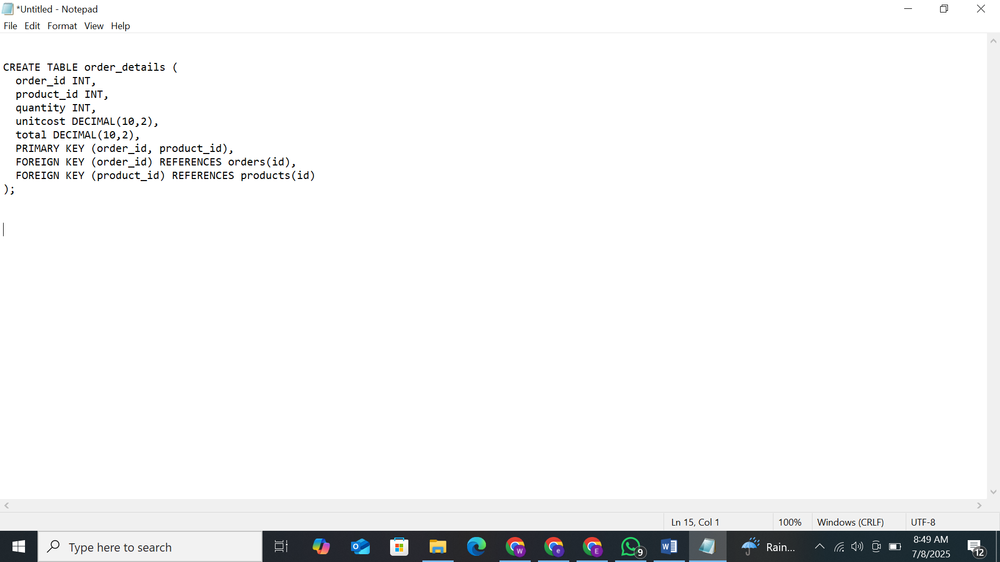 *Untitled - Notepad
File Edit Format View Help
CREATE TABLE order_details (
  order_id INT,
  product_id INT,
  quantity INT,
  unitcost DECIMAL(10,2),
  total DECIMAL(10,2),
  PRIMARY KEY (order_id, product_id),
  FOREIGN KEY (order_id) REFERENCES orders(id),
  FOREIGN KEY (product_id) REFERENCES products(id)
);
Ln 15, Col 1 100% Windows (CRLF) UTF-8
Type here to search W e E 9 W Rain... 8:49 AM 12
7/8/2025